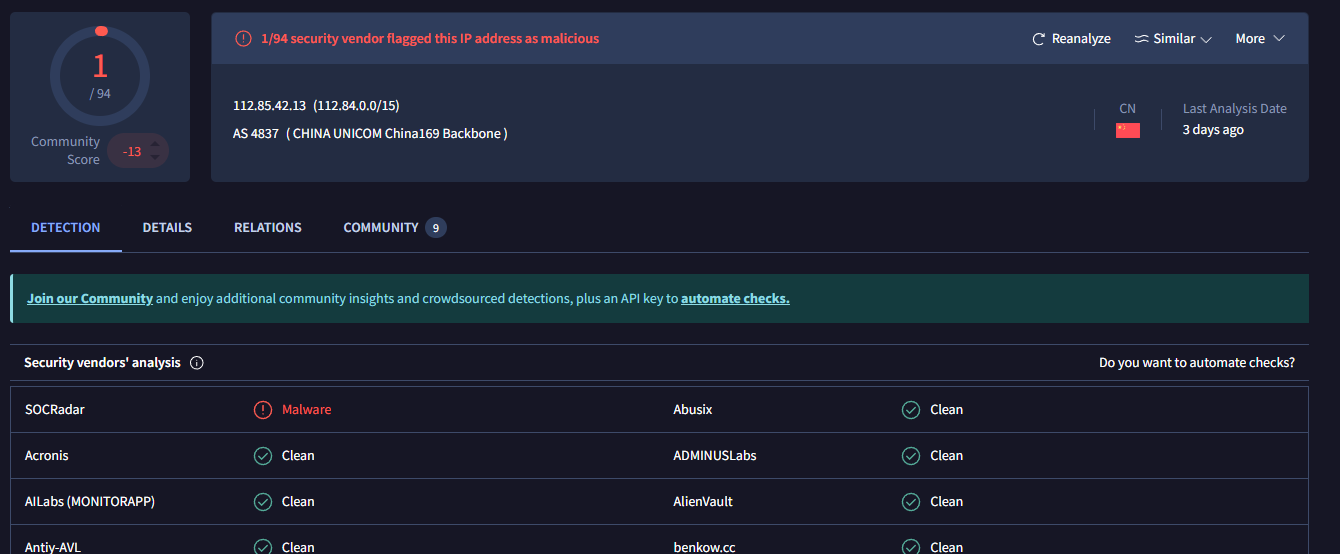 1
/ 94
Community Score -13
1/94 security vendor flagged this IP address as malicious
Reanalyze Similar More
112.85.42.13 (112.84.0.0/15)
AS 4837 ( CHINA UNICOM China169 Backbone )
CN
Last Analysis Date
3 days ago
DETECTION DETAILS RELATIONS COMMUNITY 9
Join our Community and enjoy additional community insights and crowdsourced detections, plus an API key to automate checks.
Security vendors' analysis Do you want to automate checks?
SOCRadar Malware Abusix Clean
Acronis Clean ADMINUSLabs Clean
AILabs (MONITORAPP) Clean AlienVault Clean
Antiy-AVL Clean benkow.cc Clean